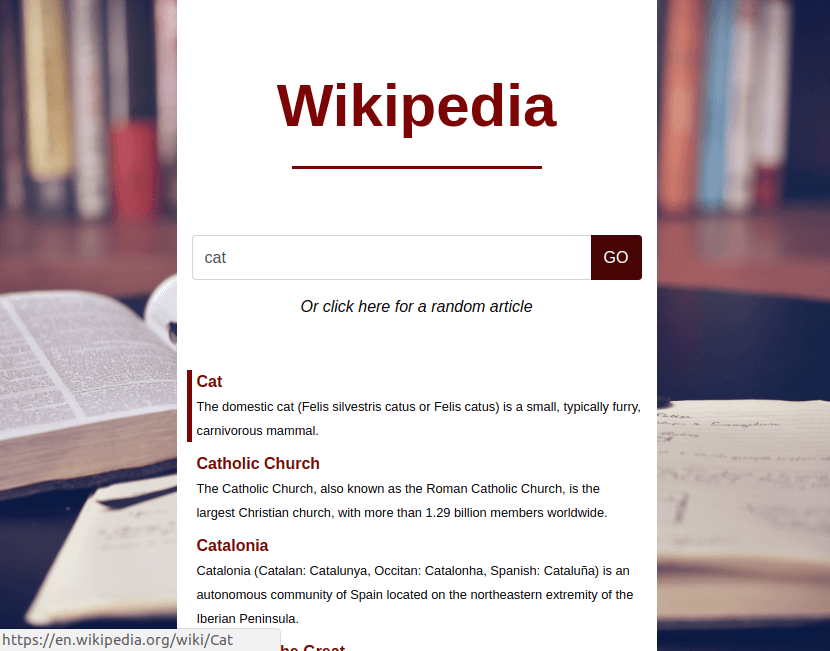 Wikipedia
cat
GO
Or click here for a random article
Cat
The domestic cat (Felis silvestris catus or Felis catus) is a small, typically furry,
carnivorous mammal.
Catholic Church
The Catholic Church, also known as the Roman Catholic Church, is the
largest Christian church, with more than 1.29 billion members worldwide.
Catalonia
Catalonia (Catalan: Catalunya, Occitan: Catalonha, Spanish: Cataluña) is an
autonomous community of Spain located on the northeastern extremity of the
Iberian Peninsula.
Great
https://en.wikipedia.org/wiki/Cat